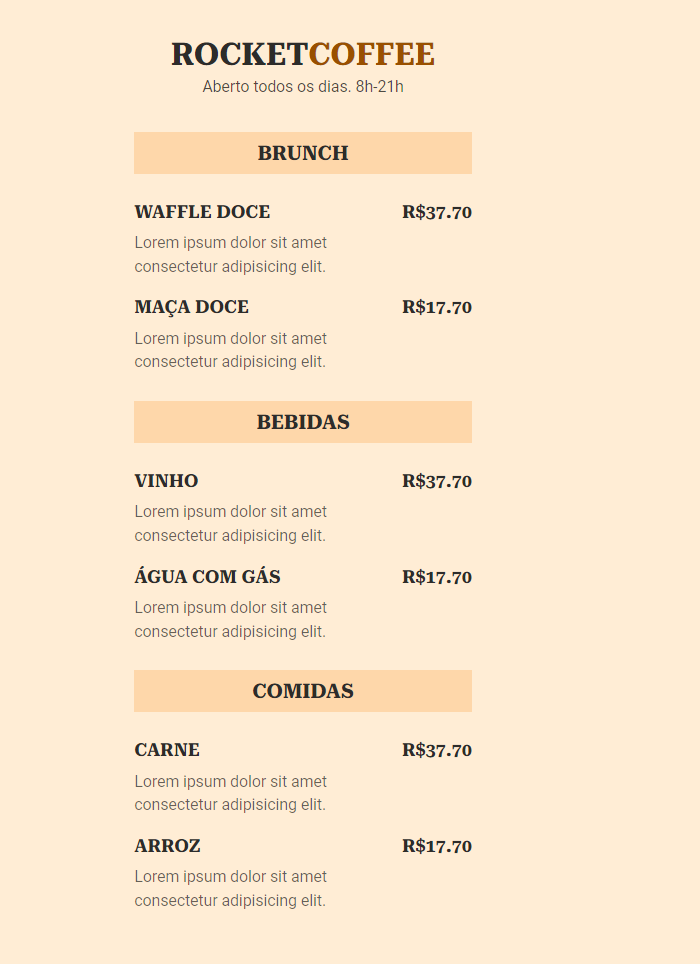 ROCKETCOFFEE
Aberto todos os dias. 8h-21h
BRUNCH
WAFFLE DOCE R$37.70
Lorem ipsum dolor sit amet
consectetur adipisicing elit.
MAÇA DOCE R$17.70
Lorem ipsum dolor sit amet
consectetur adipisicing elit.
BEBIDAS
VINHO R$37.70
Lorem ipsum dolor sit amet
consectetur adipisicing elit.
ÁGUA COM GÁS R$17.70
Lorem ipsum dolor sit amet
consectetur adipisicing elit.
COMIDAS
CARNE R$37.70
Lorem ipsum dolor sit amet
consectetur adipisicing elit.
ARROZ R$17.70
Lorem ipsum dolor sit amet
consectetur adipisicing elit.